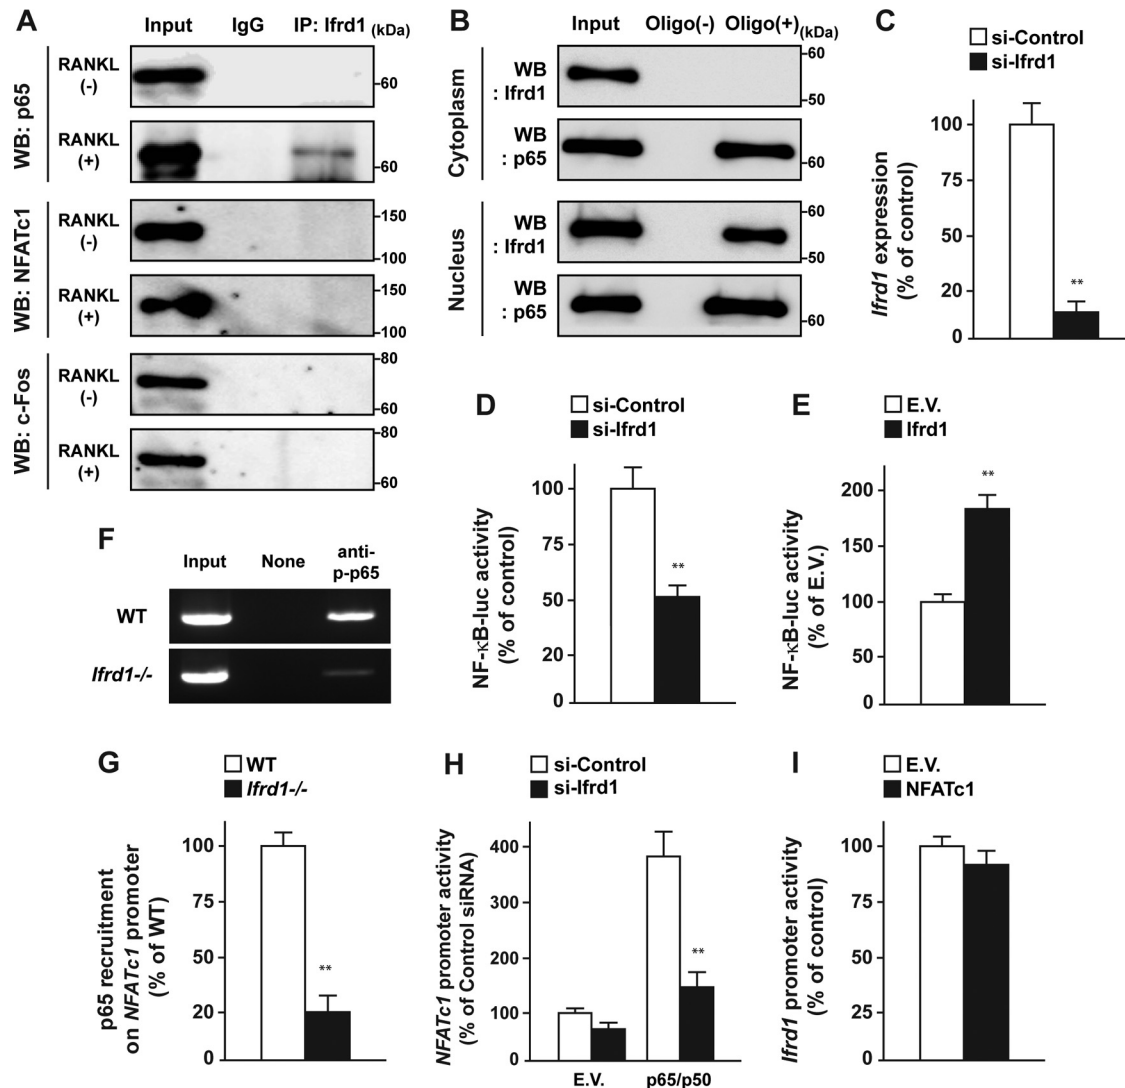 A
Input IgG IP: Ifrd1 (kDa)
WB: p65
RANKL
(-)
-60
RANKL
(+)
-60
WB: NFATc1
RANKL
(-)
-150
-100
RANKL
(+)
-150
-100
WB: c-Fos
RANKL
(-)
-80
-60
RANKL
(+)
-80
-60
B
Input Oligo(-) Oligo(+) (kDa)
Cytoplasm
WB
: Ifrd1
-60
-50
WB
: p65
-60
Nucleus
WB
: Ifrd1
-60
-50
WB
: p65
-60
C
si-Control
si-Ifrd1
Ifrd1 expression
(% of control)
100
75
50
20
0
**
D
si-Control
si-Ifrd1
NF-κB-luc activity
(% of control)
100
75
50
20
0
**
E
E.V.
Ifrd1
NF-κB-luc activity
(% of E.V.)
200
150
100
50
0
**
F
Input None anti-
p-p65
WT
Ifrd1-/-
G
WT
Ifrd1-/-
p65 recruitment
on NFATc1 promoter
(% of WT)
100
75
50
20
0
**
H
si-Control
si-Ifrd1
NFATc1 promoter activity
(% of Control siRNA)
400
300
200
100
0
**
E.V. p65/p50
I
E.V.
NFATc1
Ifrd1 promoter activity
(% of control)
100
75
50
20
0